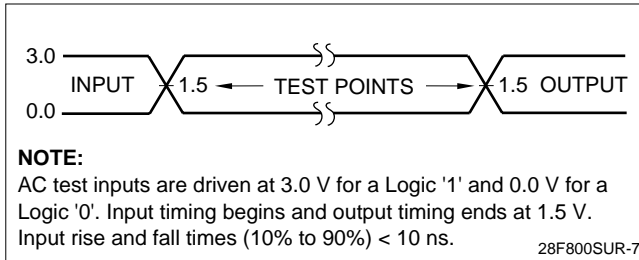 3.0
INPUT 1.5 TEST POINTS 1.5 OUTPUT
0.0
NOTE:
AC test inputs are driven at 3.0 V for a Logic '1' and 0.0 V for a
Logic '0'. Input timing begins and output timing ends at 1.5 V.
Input rise and fall times (10% to 90%) < 10 ns.
28F800SUR-7